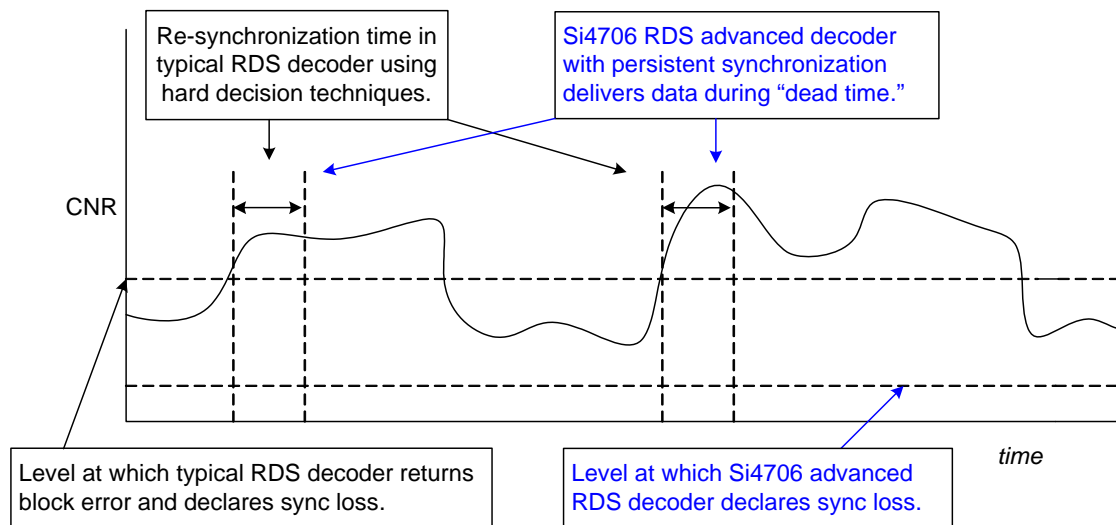 Re-synchronization time in
typical RDS decoder using
hard decision techniques.
Si4706 RDS advanced decoder
with persistent synchronization
delivers data during “dead time.”
CNR
Level at which typical RDS decoder returns
block error and declares sync loss.
Level at which Si4706 advanced
RDS decoder declares sync loss.
time